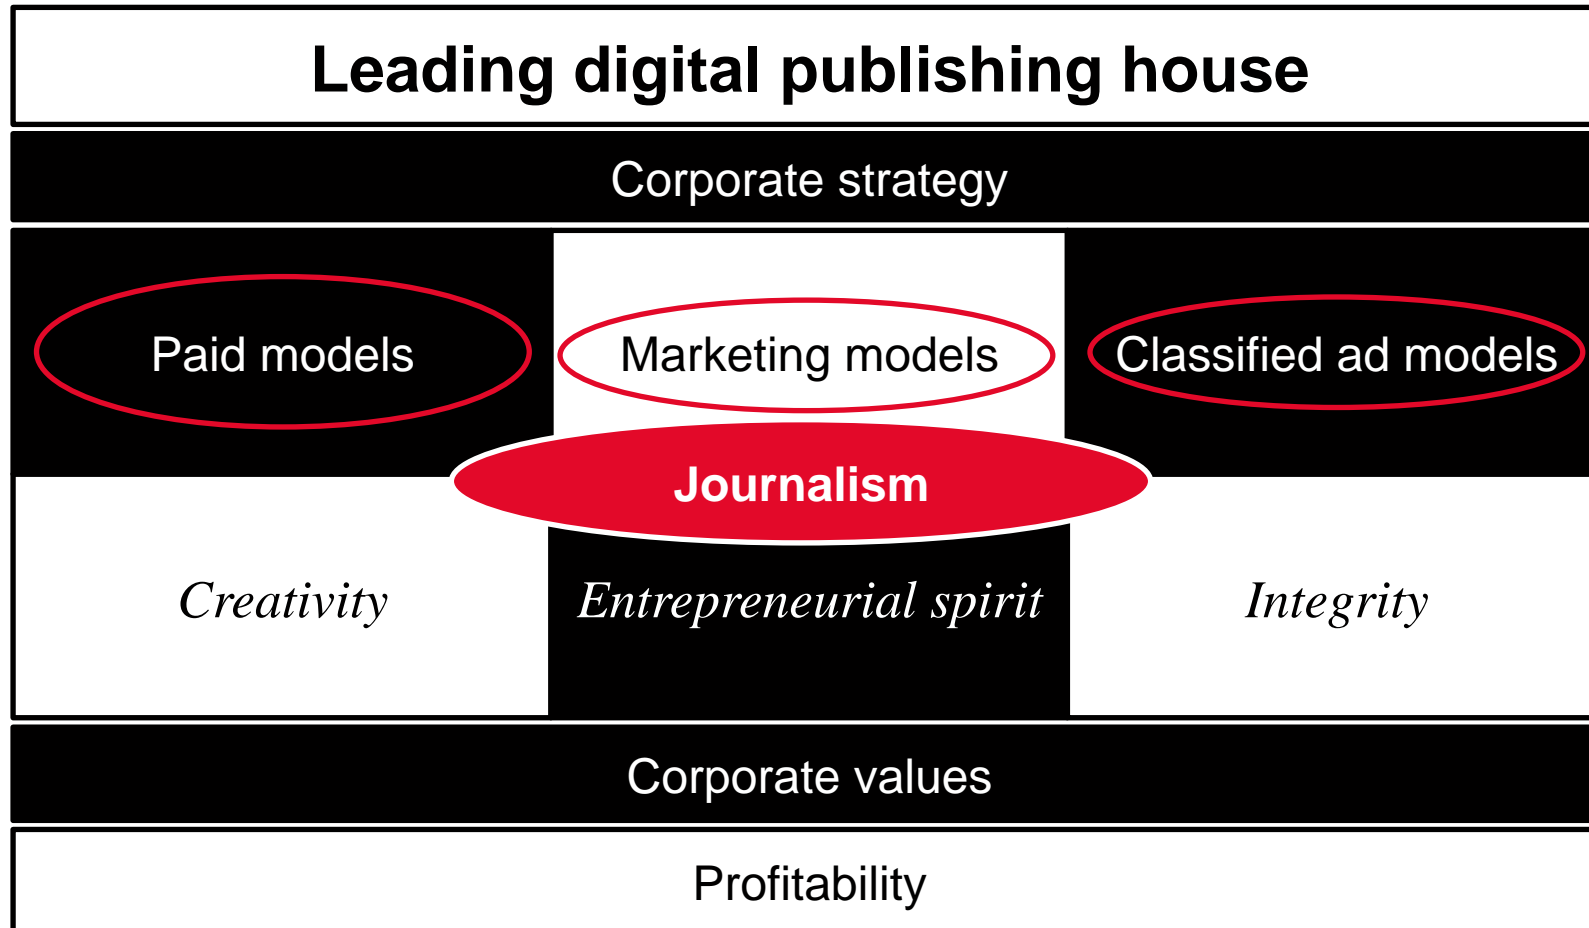 Leading digital publishing house
Corporate strategy
Paid models
Marketing models
Classified ad models
Journalism
Creativity
Entrepreneurial spirit
Integrity
Corporate values
Profitability